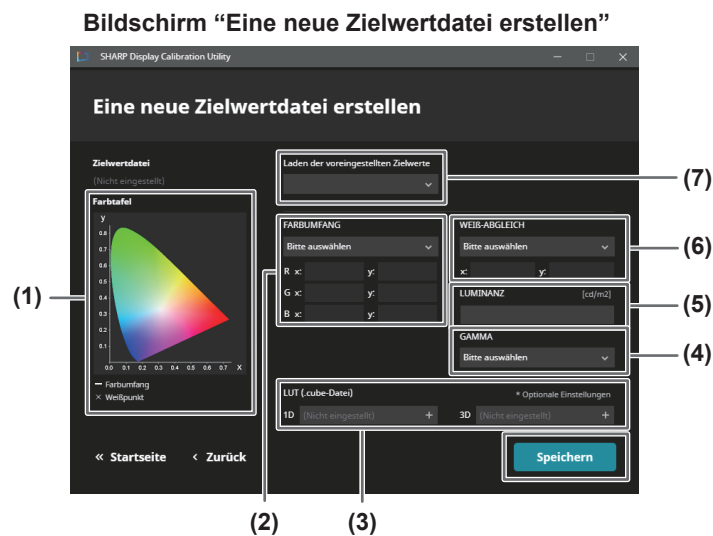 Bildschirm “Eine neue Zielwertdatei erstellen”
SHARP Display Calibration Utility
Eine neue Zielwertdatei erstellen
Zielwertdatei
(Nicht eingestellt)
Laden der voreingestellten Zielwerte
(7)
Farbtafel
y
0.8
0.7
0.6
0.5
0.4
0.3
0.2
0.1
0.0 0.1 0.2 0.3 0.4 0.5 0.6 0.7 X
Farbumfang
Weißpunkt
(1)
FARBUMFANG
Bitte auswählen
R x: y:
G x: y:
B x: y:
WEIß-ABGLEICH
Bitte auswählen
x: y:
(6)
LUMINANZ [cd/m2]
(5)
GAMMA
Bitte auswählen
(4)
LUT (.cube-Datei) * Optionale Einstellungen
1D (Nicht eingestellt) + 3D (Nicht eingestellt) +
« Startseite ‹ Zurück Speichern
(2) (3)